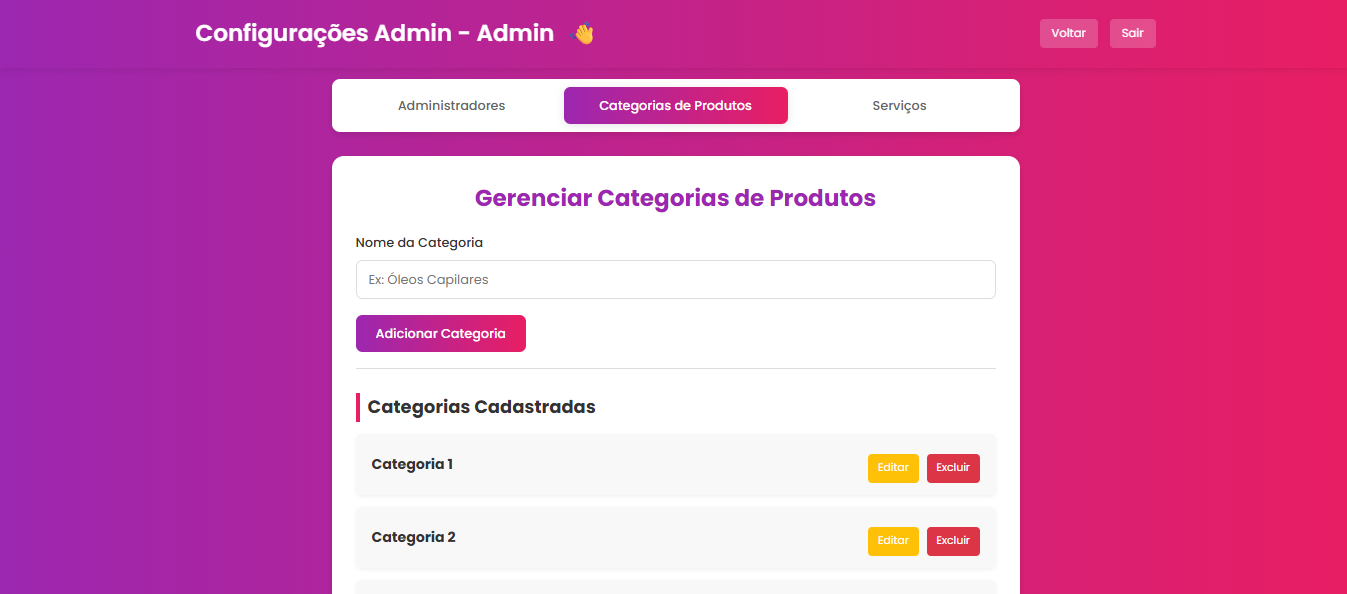 Configurações Admin - Admin 👋
Voltar
Sair
Administradores
Categorias de Produtos
Serviços
Gerenciar Categorias de Produtos
Nome da Categoria
Ex: Óleos Capilares
Adicionar Categoria
Categorias Cadastradas
Categoria 1
Editar
Excluir
Categoria 2
Editar
Excluir